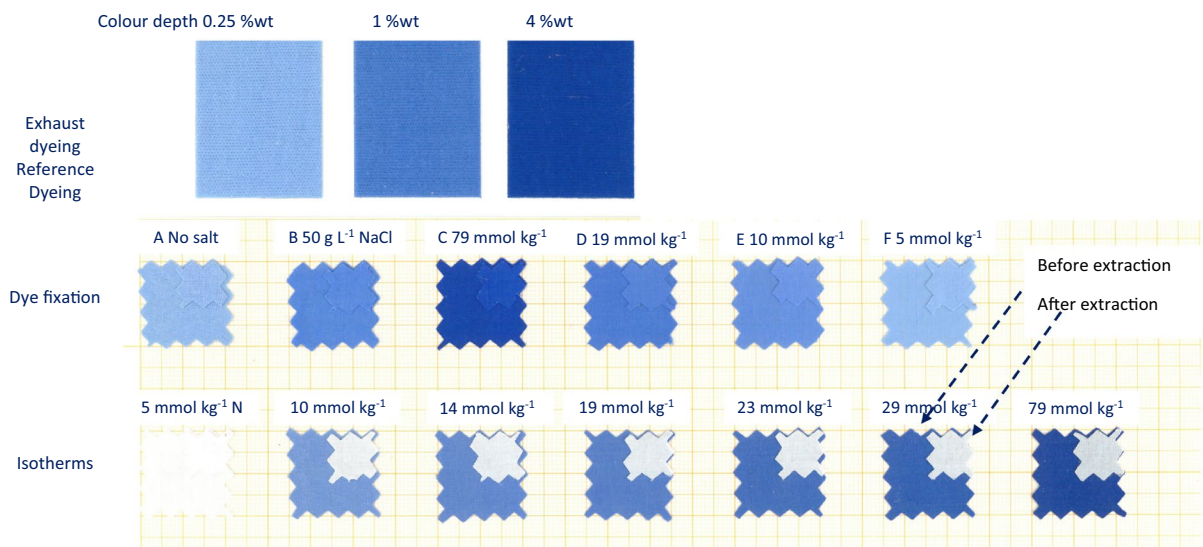 Colour depth 0.25 %wt
1 %wt
4 %wt
Exhaust
dyeing
Reference
Dyeing
A No salt
B 50 g L⁻¹ NaCl
C 79 mmol kg⁻¹
D 19 mmol kg⁻¹
E 10 mmol kg⁻¹
F 5 mmol kg⁻¹
Before extraction
After extraction
Dye fixation
5 mmol kg⁻¹ N
10 mmol kg⁻¹
14 mmol kg⁻¹
19 mmol kg⁻¹
23 mmol kg⁻¹
29 mmol kg⁻¹
79 mmol kg⁻¹
Isotherms